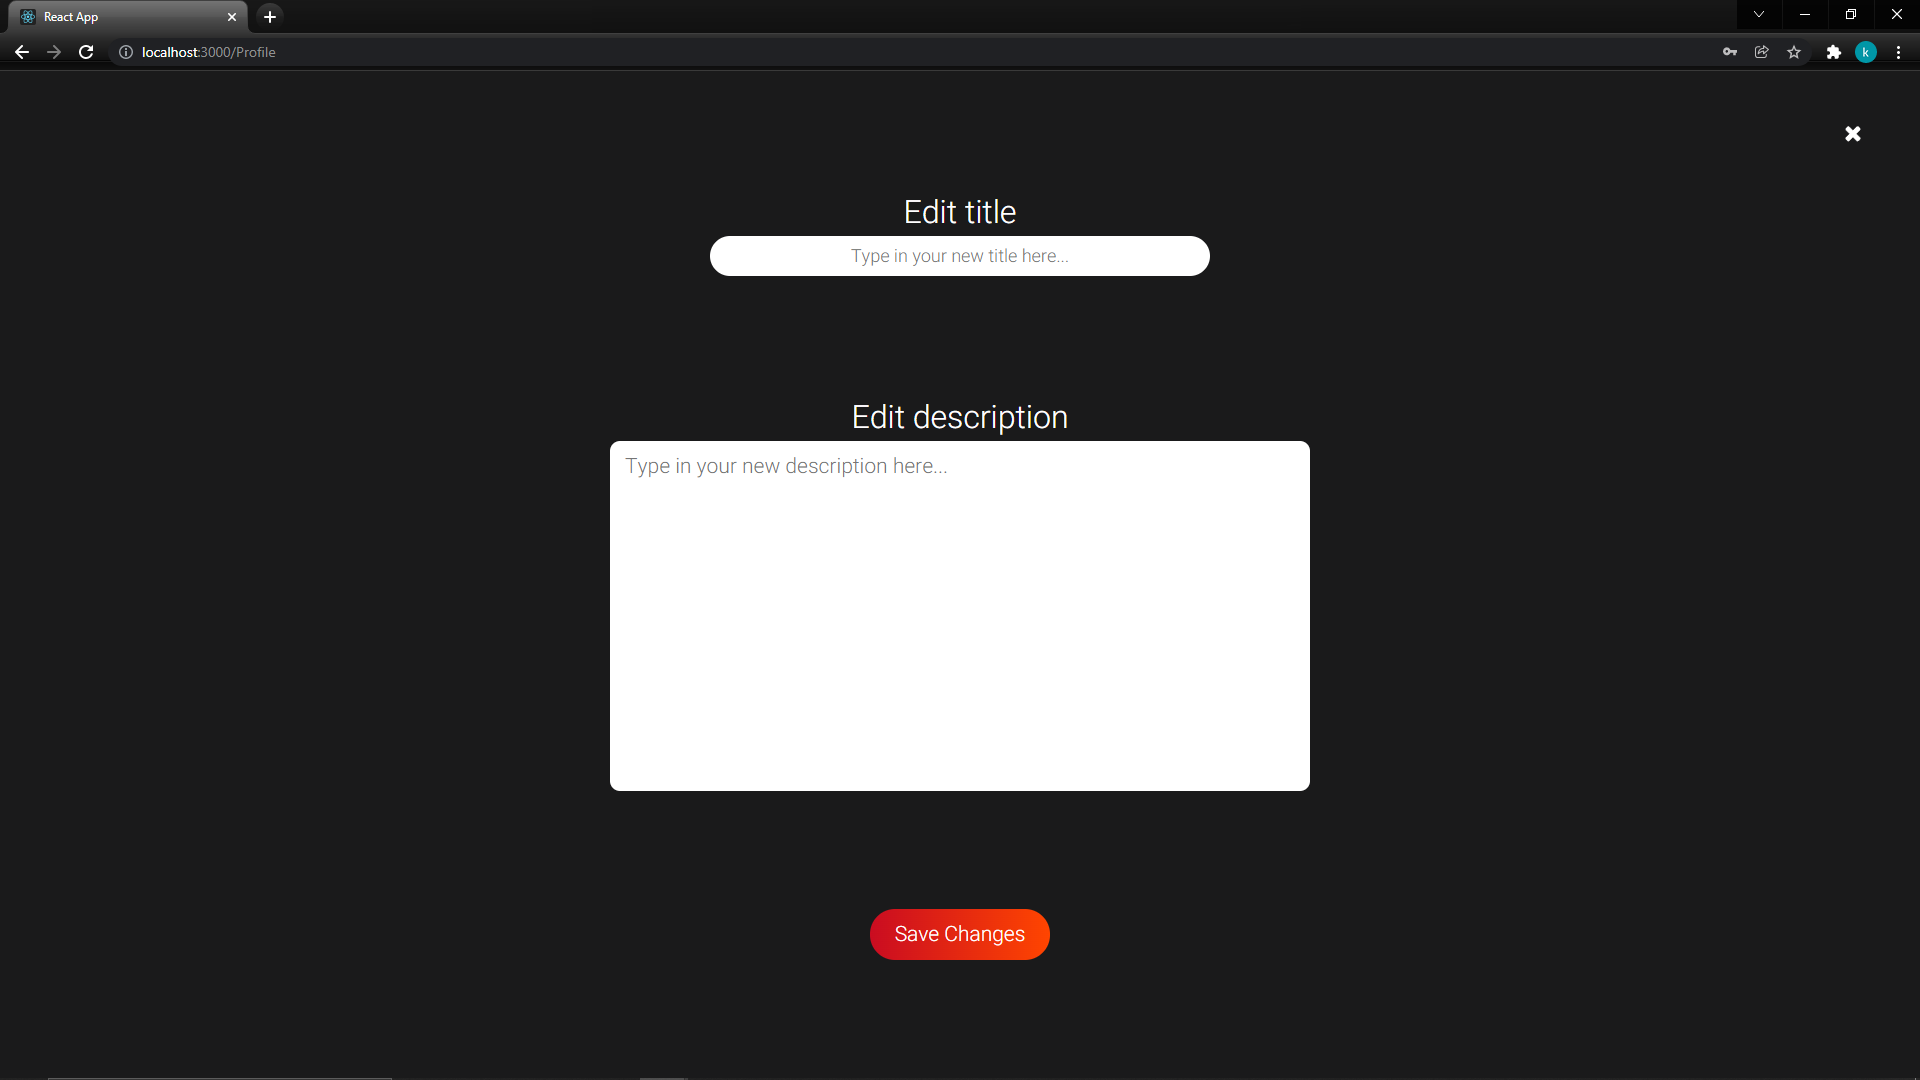 React App
localhost:3000/Profile
k
Edit title
Type in your new title here...
Edit description
Type in your new description here...
Save Changes